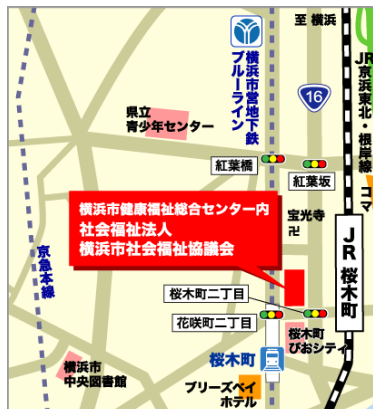 至 横浜
横浜市営地下鉄
ブルーライン
16
JR
京浜東北・根岸線
県立
青少年センター
紅葉橋
紅葉坂
コマ
横浜市健康福祉総合センター内
社会福祉法人
横浜市社会福祉協議会
宝光寺
卍
京急本線
JR 桜木町
桜木町二丁目
花咲町二丁目
桜木町
ぴおシティ
桜木町
横浜市
中央図書館
ブリーズベイ
ホテル